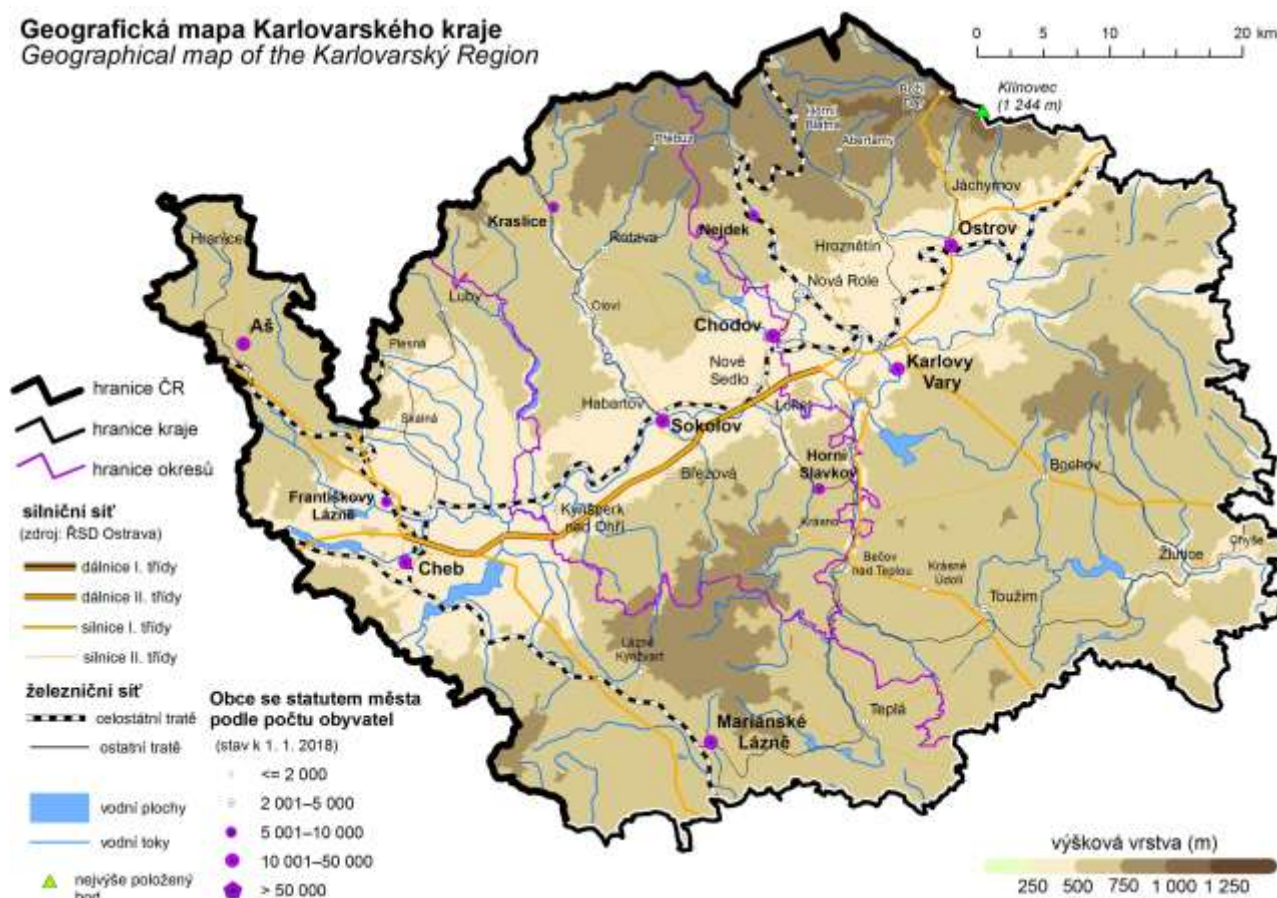 Geografická mapa Karlovarského kraje
Geographical map of the Karlovarský Region
0 5 10 20 km
Klínovec
(1 244 m)
Boží
Dar
Horní
Blatná
Abertamy
Přebuz
Jáchymov
Kraslice
Nejdek
Ostrov
Hroznětín
Hranice
Rotava
Nová Role
Luby
Oloví
Chodov
Aš
Plesná
Nové
Sedlo
Karlovy
Vary
hranice ČR
Habartov
Loket
Skalná
Sokolov
hranice kraje
Horní
Slavkov
Březová
Bochov
hranice okresů
Františkovy
Lázně
Kynšperk
nad Ohří
Krásno
silniční síť
(zdroj: ŘSD Ostrava)
Chyše
Žlutice
Bečov
nad Teplou
Krásné
Údolí
Cheb
dálnice I. třídy
dálnice II. třídy
Toužim
silnice I. třídy
silnice II. třídy
Lázně
Kynžvart
železniční síť
celostátní tratě
ostatní tratě
Obce se statutem města
podle počtu obyvatel
(stav k 1. 1. 2018)
Teplá
Mariánské
Lázně
<= 2 000
2 001–5 000
5 001–10 000
10 001–50 000
> 50 000
vodní plochy
vodní toky
nejvýše položený
bod
výšková vrstva (m)
250 500 750 1 000 1 250